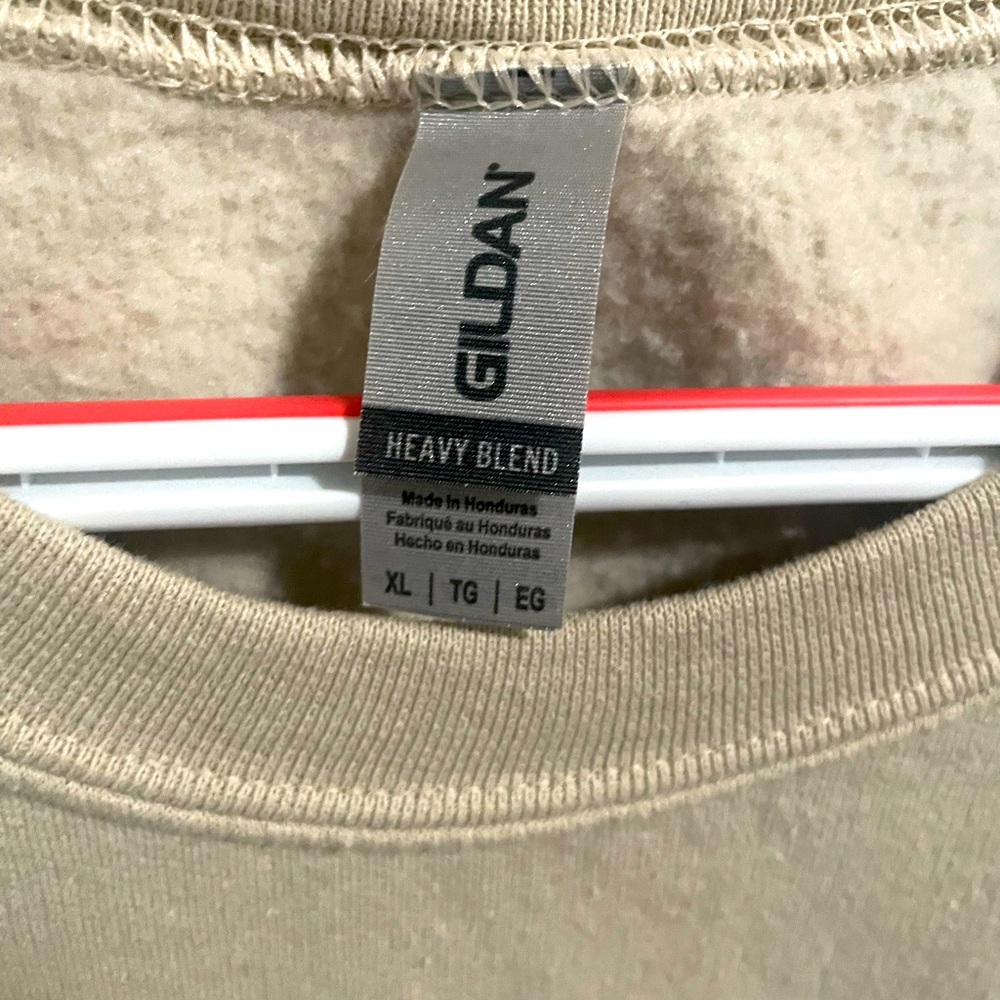 GILDAN
HEAVY BLEND
Made In Honduras
Fabriqué au Honduras
Hecho en Honduras
XL | TG | EG